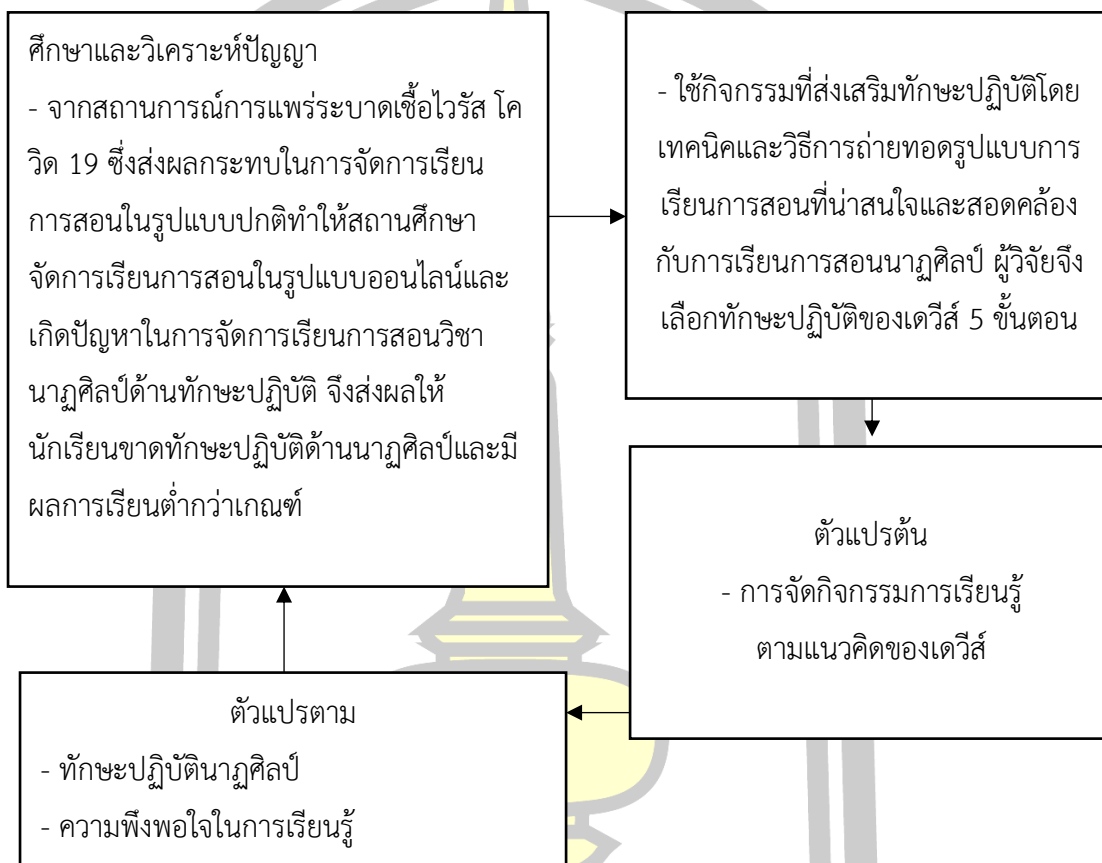 ศึกษาและวิเคราะห์ปัญญา
- จากสถานการณ์การแพร่ระบาดเชื้อไวรัส โค
วิด 19 ซึ่งส่งผลกระทบในการจัดการเรียน
การสอนในรูปแบบปกติทำให้สถานศึกษา
จัดการเรียนการสอนในรูปแบบออนไลน์และ
เกิดปัญหาในการจัดการเรียนการสอนวิชา
นาฏศิลป์ด้านทักษะปฏิบัติ จึงส่งผลให้
นักเรียนขาดทักษะปฏิบัติด้านนาฏศิลป์และมี
ผลการเรียนต่ำกว่าเกณฑ์
- ใช้กิจกรรมที่ส่งเสริมทักษะปฏิบัติโดย
เทคนิคและวิธีการถ่ายทอดรูปแบบการ
เรียนการสอนที่น่าสนใจและสอดคล้อง
กับการเรียนการสอนนาฏศิลป์ ผู้วิจัยจึง
เลือกทักษะปฏิบัติของเดวีส์ 5 ขั้นตอน
ตัวแปรต้น
- การจัดกิจกรรมการเรียนรู้
ตามแนวคิดของเดวีส์
ตัวแปรตาม
- ทักษะปฏิบัตินาฏศิลป์
- ความพึงพอใจในการเรียนรู้